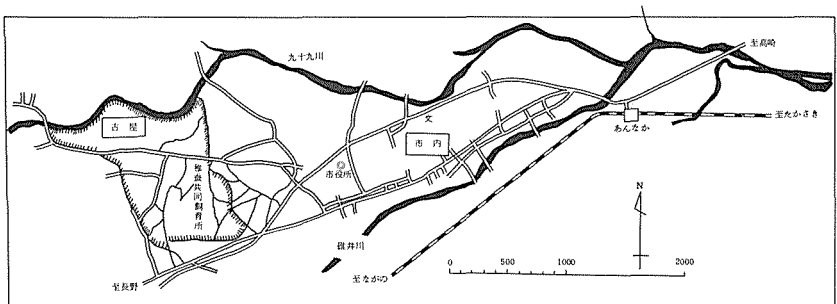 九十九川
至高崎
古屋
文
市内
至たかさき
あんなか
市役所
稚蚕共同飼育所
碓井川
N
至ながの
至長野
0 500 1000 2000